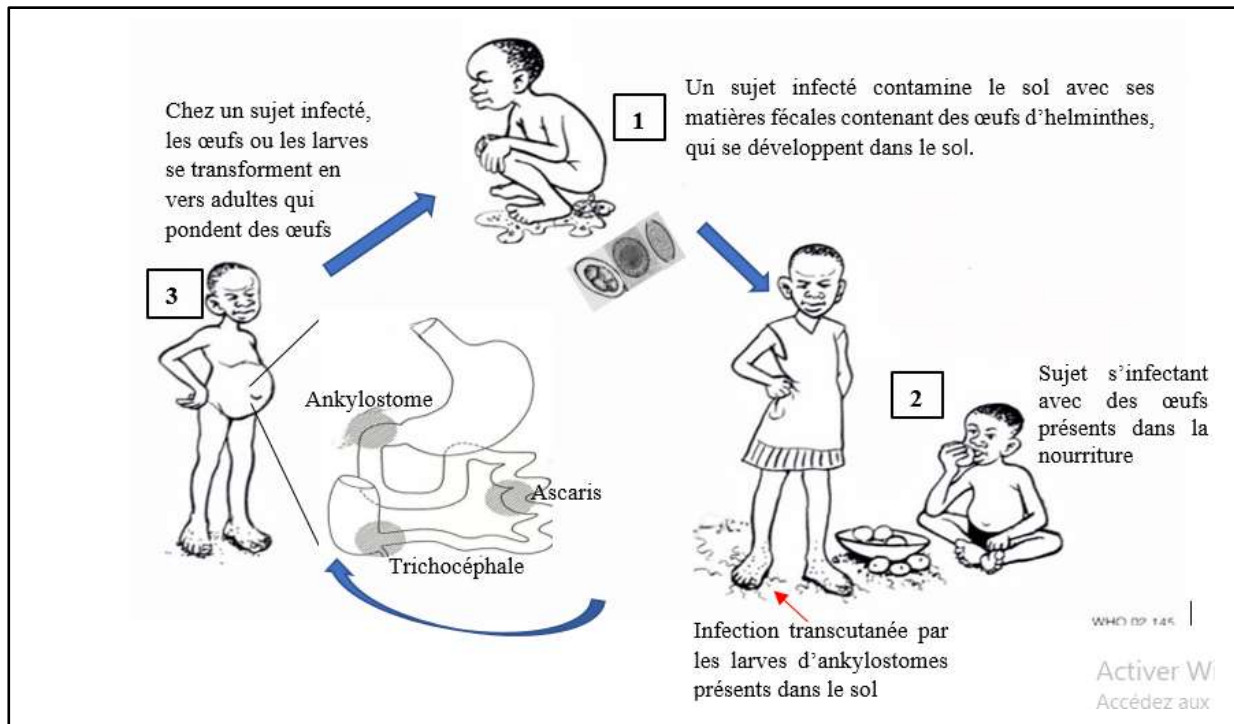 1
Un sujet infecté contamine le sol avec ses
matières fécales contenant des œufs d'helminthes,
qui se développent dans le sol.
Chez un sujet infecté,
les œufs ou les larves
se transforment en
vers adultes qui
pondent des œufs
3
Ankylostome
Ascaris
Trichocéphale
2
Sujet s'infectant
avec des œufs
présents dans la
nourriture
Infection transcutanée par
les larves d'ankylostomes
présents dans le sol
WHO 02.145
Activer Wi
Accédez aux